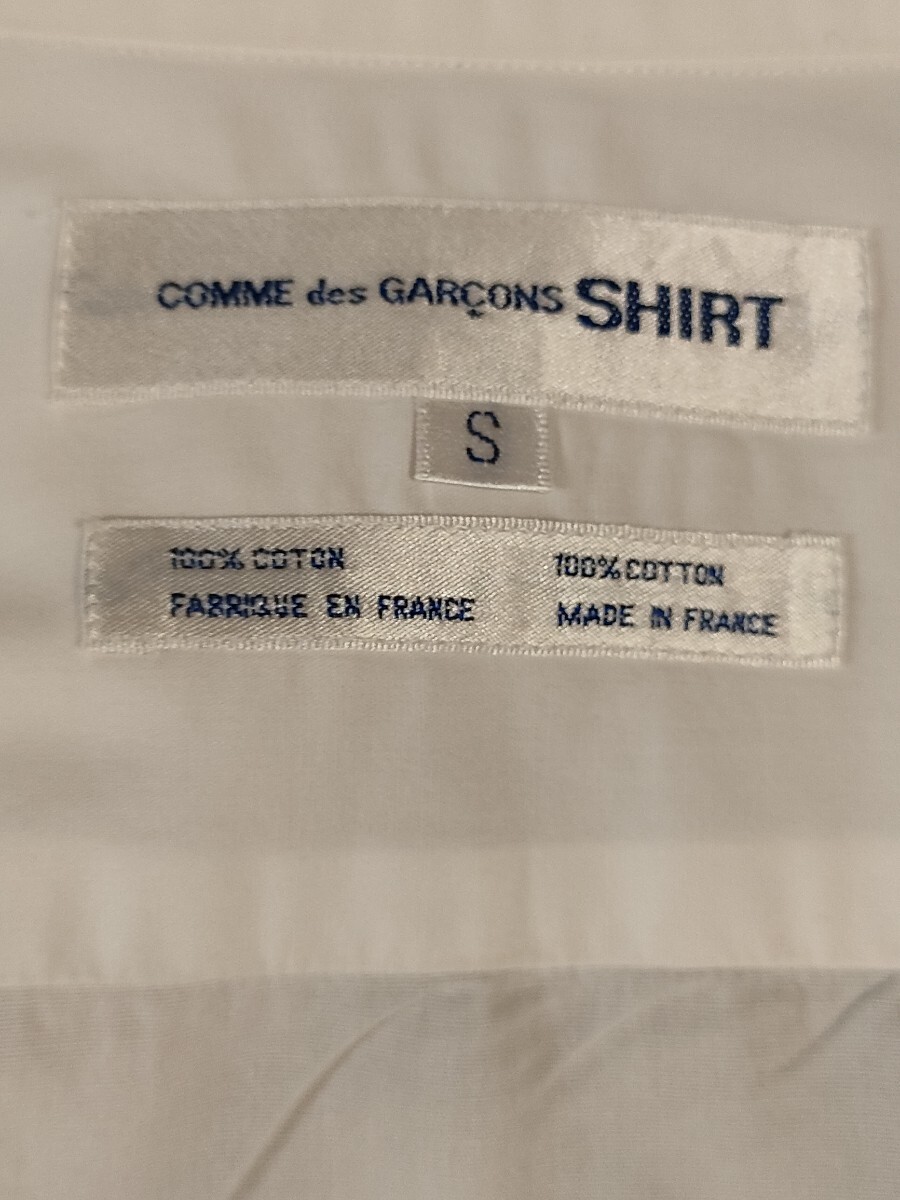 COMME des GARÇONS SHIRT
S
100% COTON
FABRIQUE EN FRANCE
100% COTTON
MADE IN FRANCE